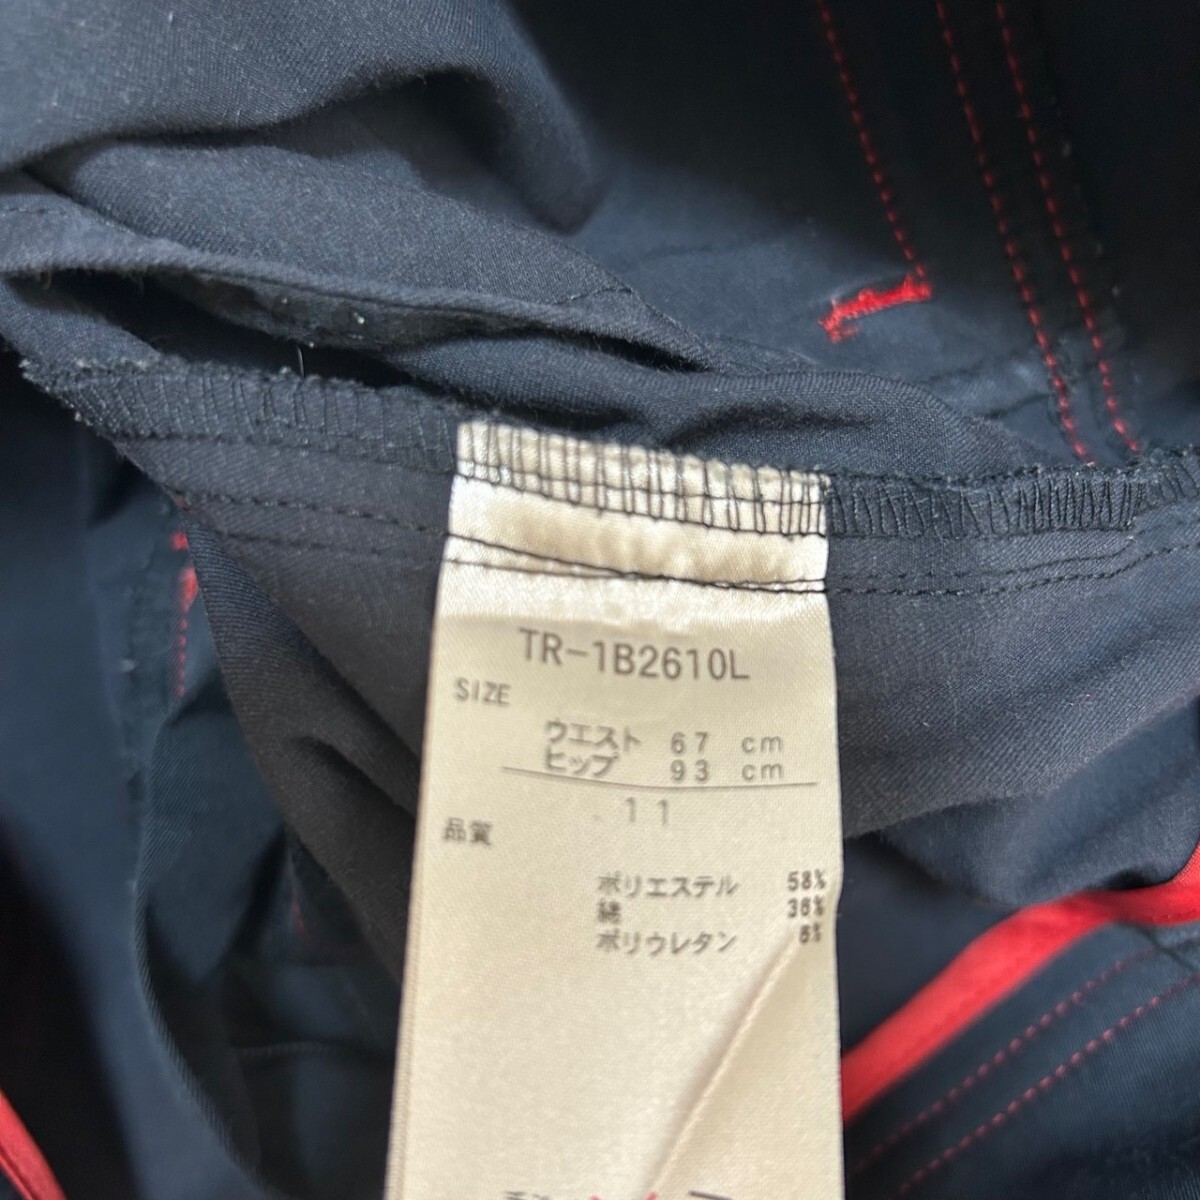 TR-1B2610L
SIZE
ウエスト 67 cm
ヒップ 93 cm
11
品質
ポリエステル 58%
綿 36%
ポリウレタン 6%